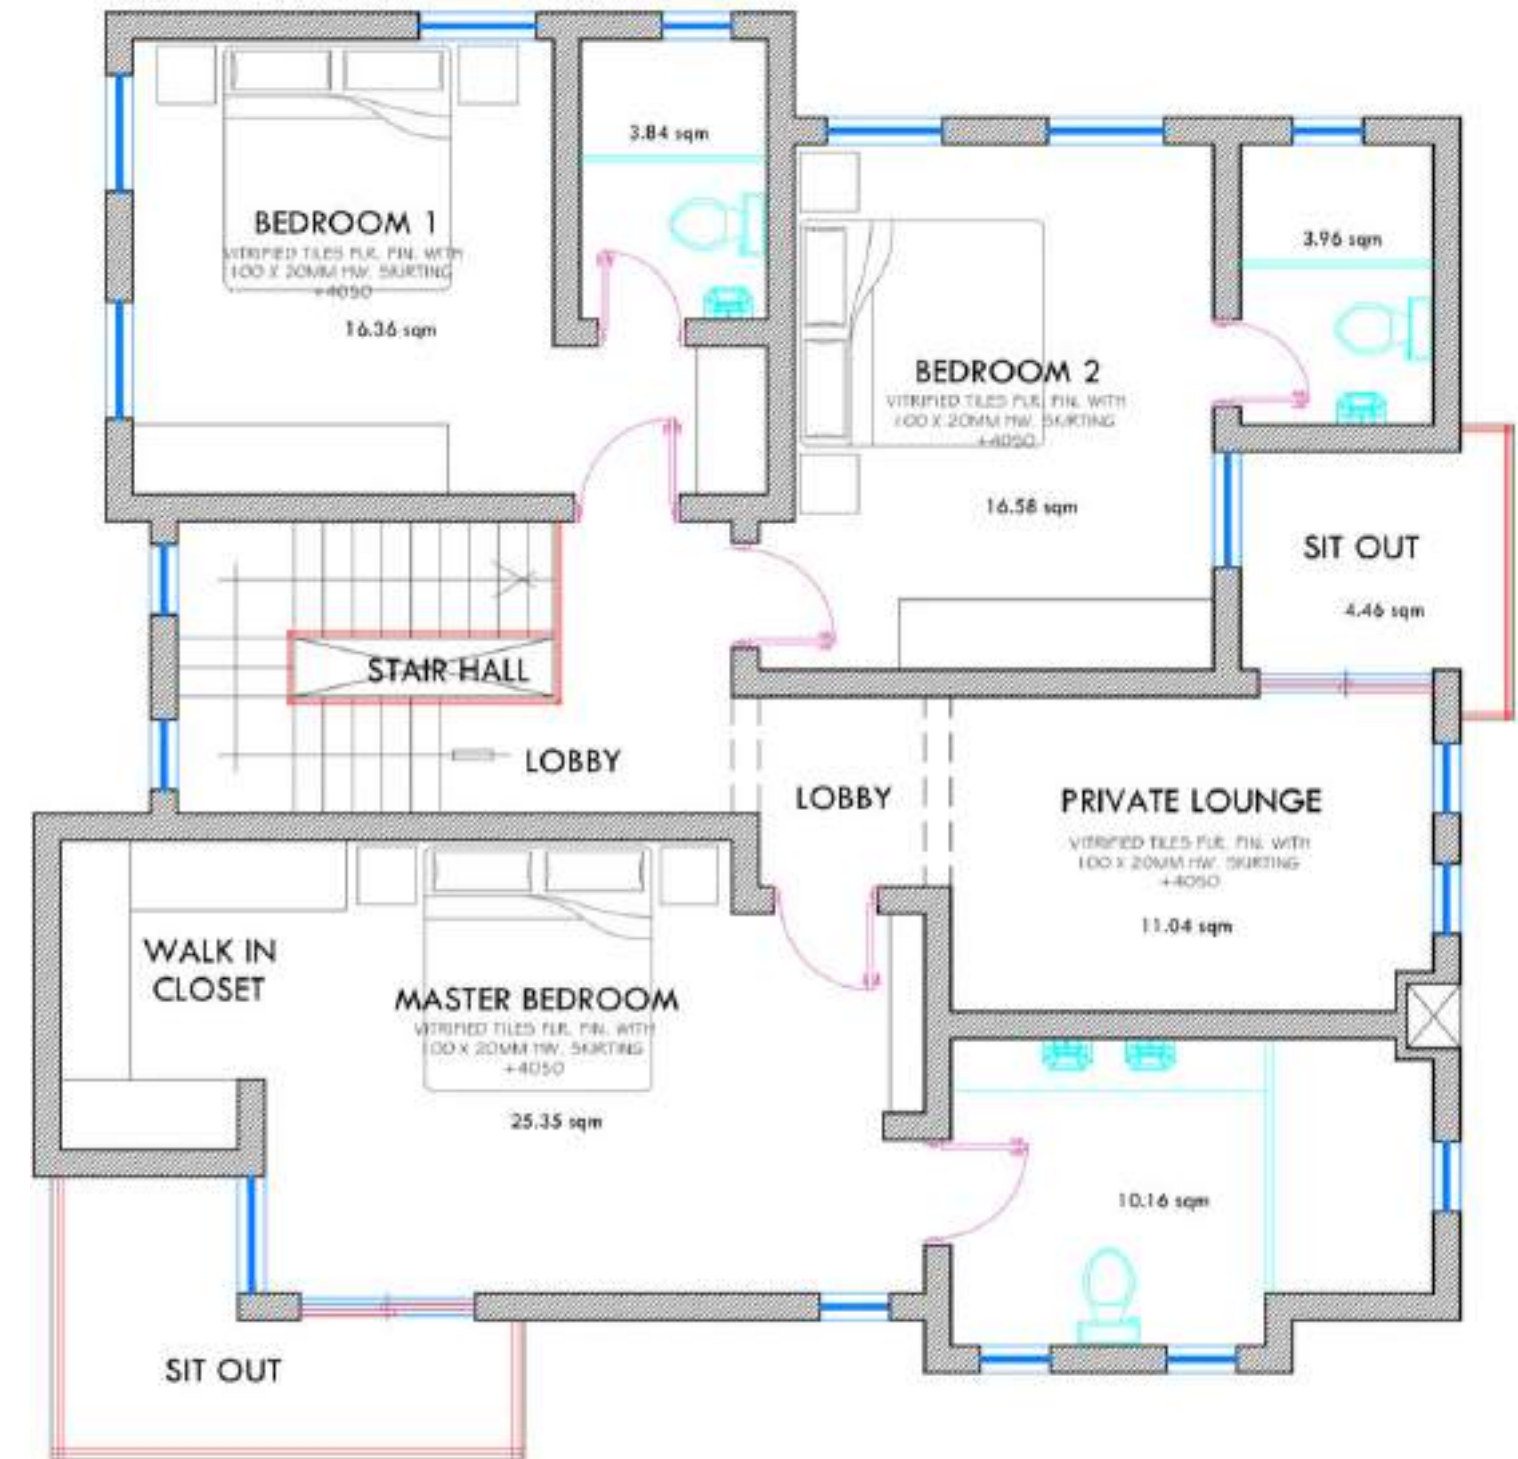 3.84 sqm
BEDROOM 1
VITRIFIED TILES FLR. FIN. WITH
100 X 20MM HW. SKIRTING
+4050
16.36 sqm
3.96 sqm
BEDROOM 2
VITRIFIED TILES FLR. FIN. WITH
100 X 20MM HW. SKIRTING
+4050
16.58 sqm
SIT OUT
4.46 sqm
STAIR HALL
LOBBY
LOBBY
PRIVATE LOUNGE
VITRIFIED TILES FLR. FIN. WITH
100 X 20MM HW. SKIRTING
+4050
11.04 sqm
WALK IN
CLOSET
MASTER BEDROOM
VITRIFIED TILES FLR. FIN. WITH
100 X 20MM HW. SKIRTING
+4050
25.35 sqm
10.16 sqm
SIT OUT